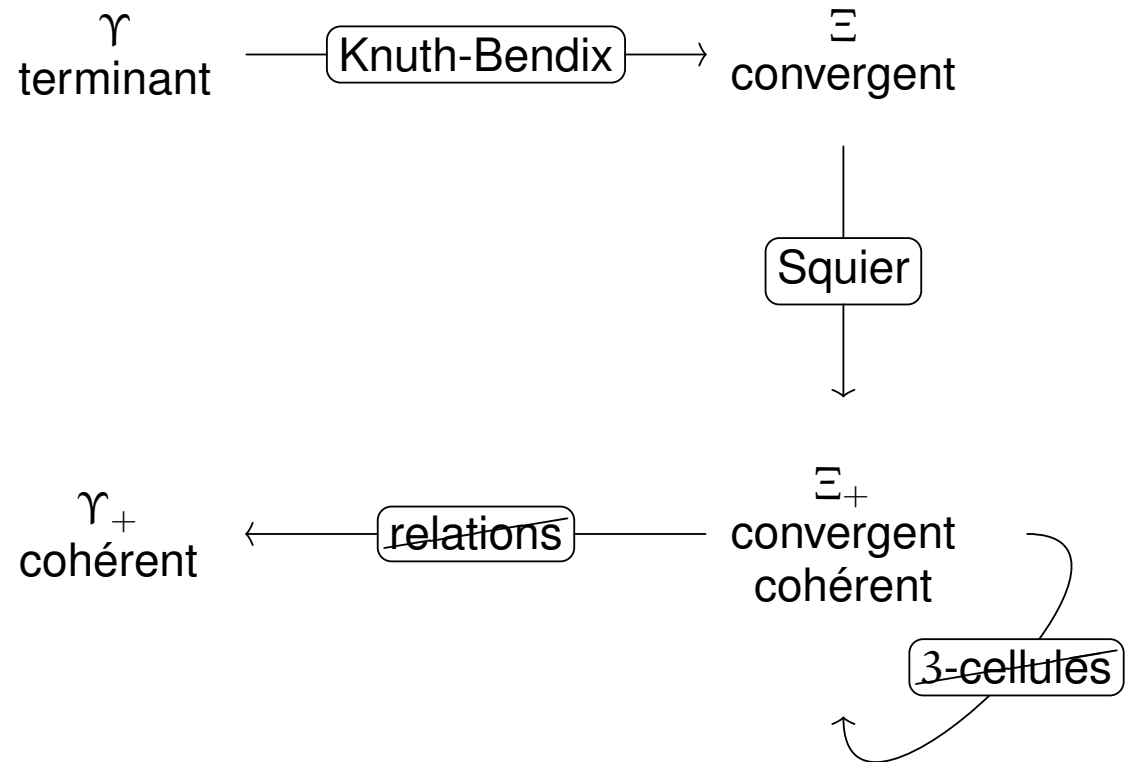 ϒ
terminant
Knuth-Bendix
Ξ
convergent
Squier
ϒ₊
cohérent
relations
Ξ₊
convergent
cohérent
3-cellules